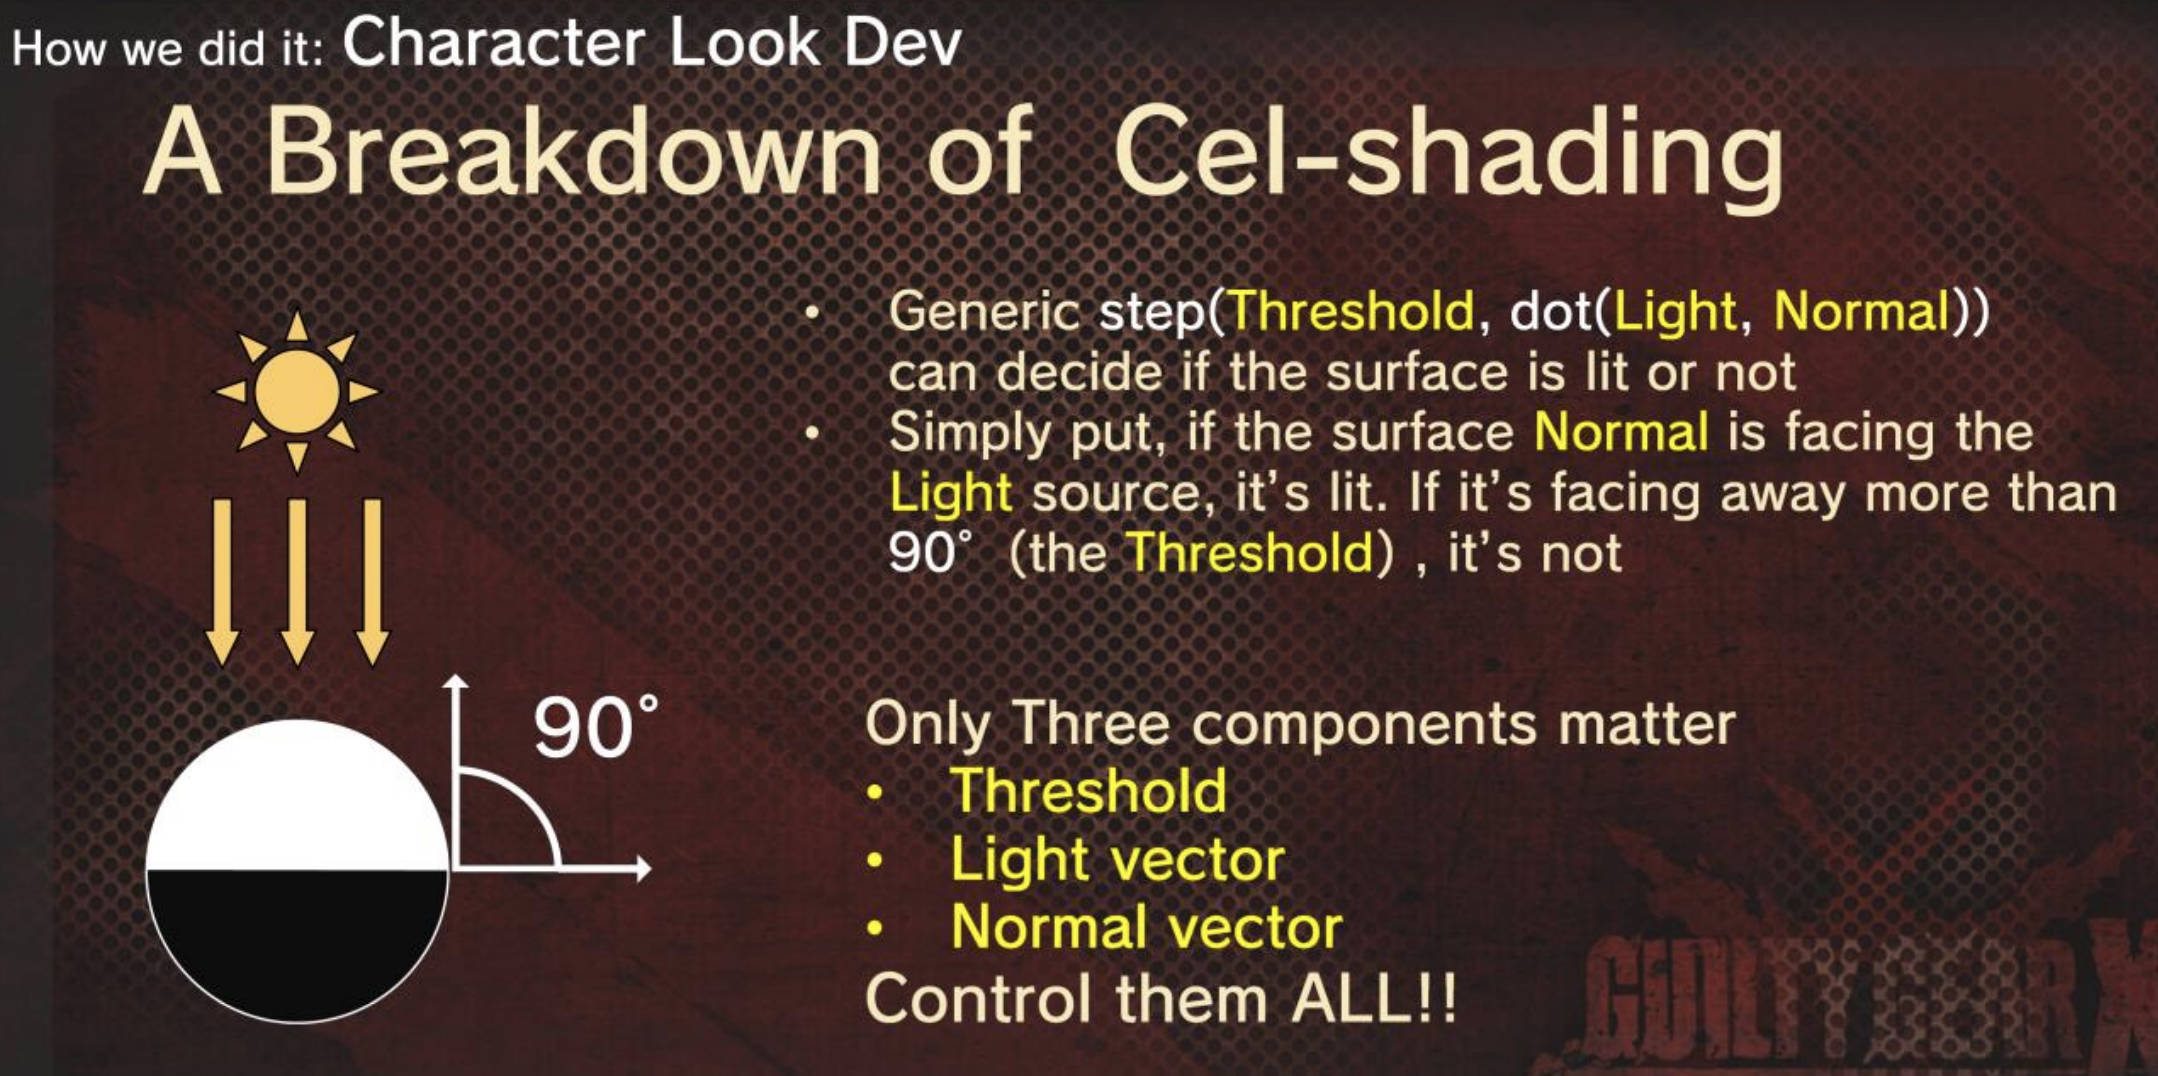 How we did it: Character Look Dev
A Breakdown of Cel-shading
• Generic step(Threshold, dot(Light, Normal))
can decide if the surface is lit or not
• Simply put, if the surface Normal is facing the
Light source, it’s lit. If it’s facing away more than
90° (the Threshold) , it’s not
90°
Only Three components matter
• Threshold
• Light vector
• Normal vector
Control them ALL!!
GUILTY GEAR X